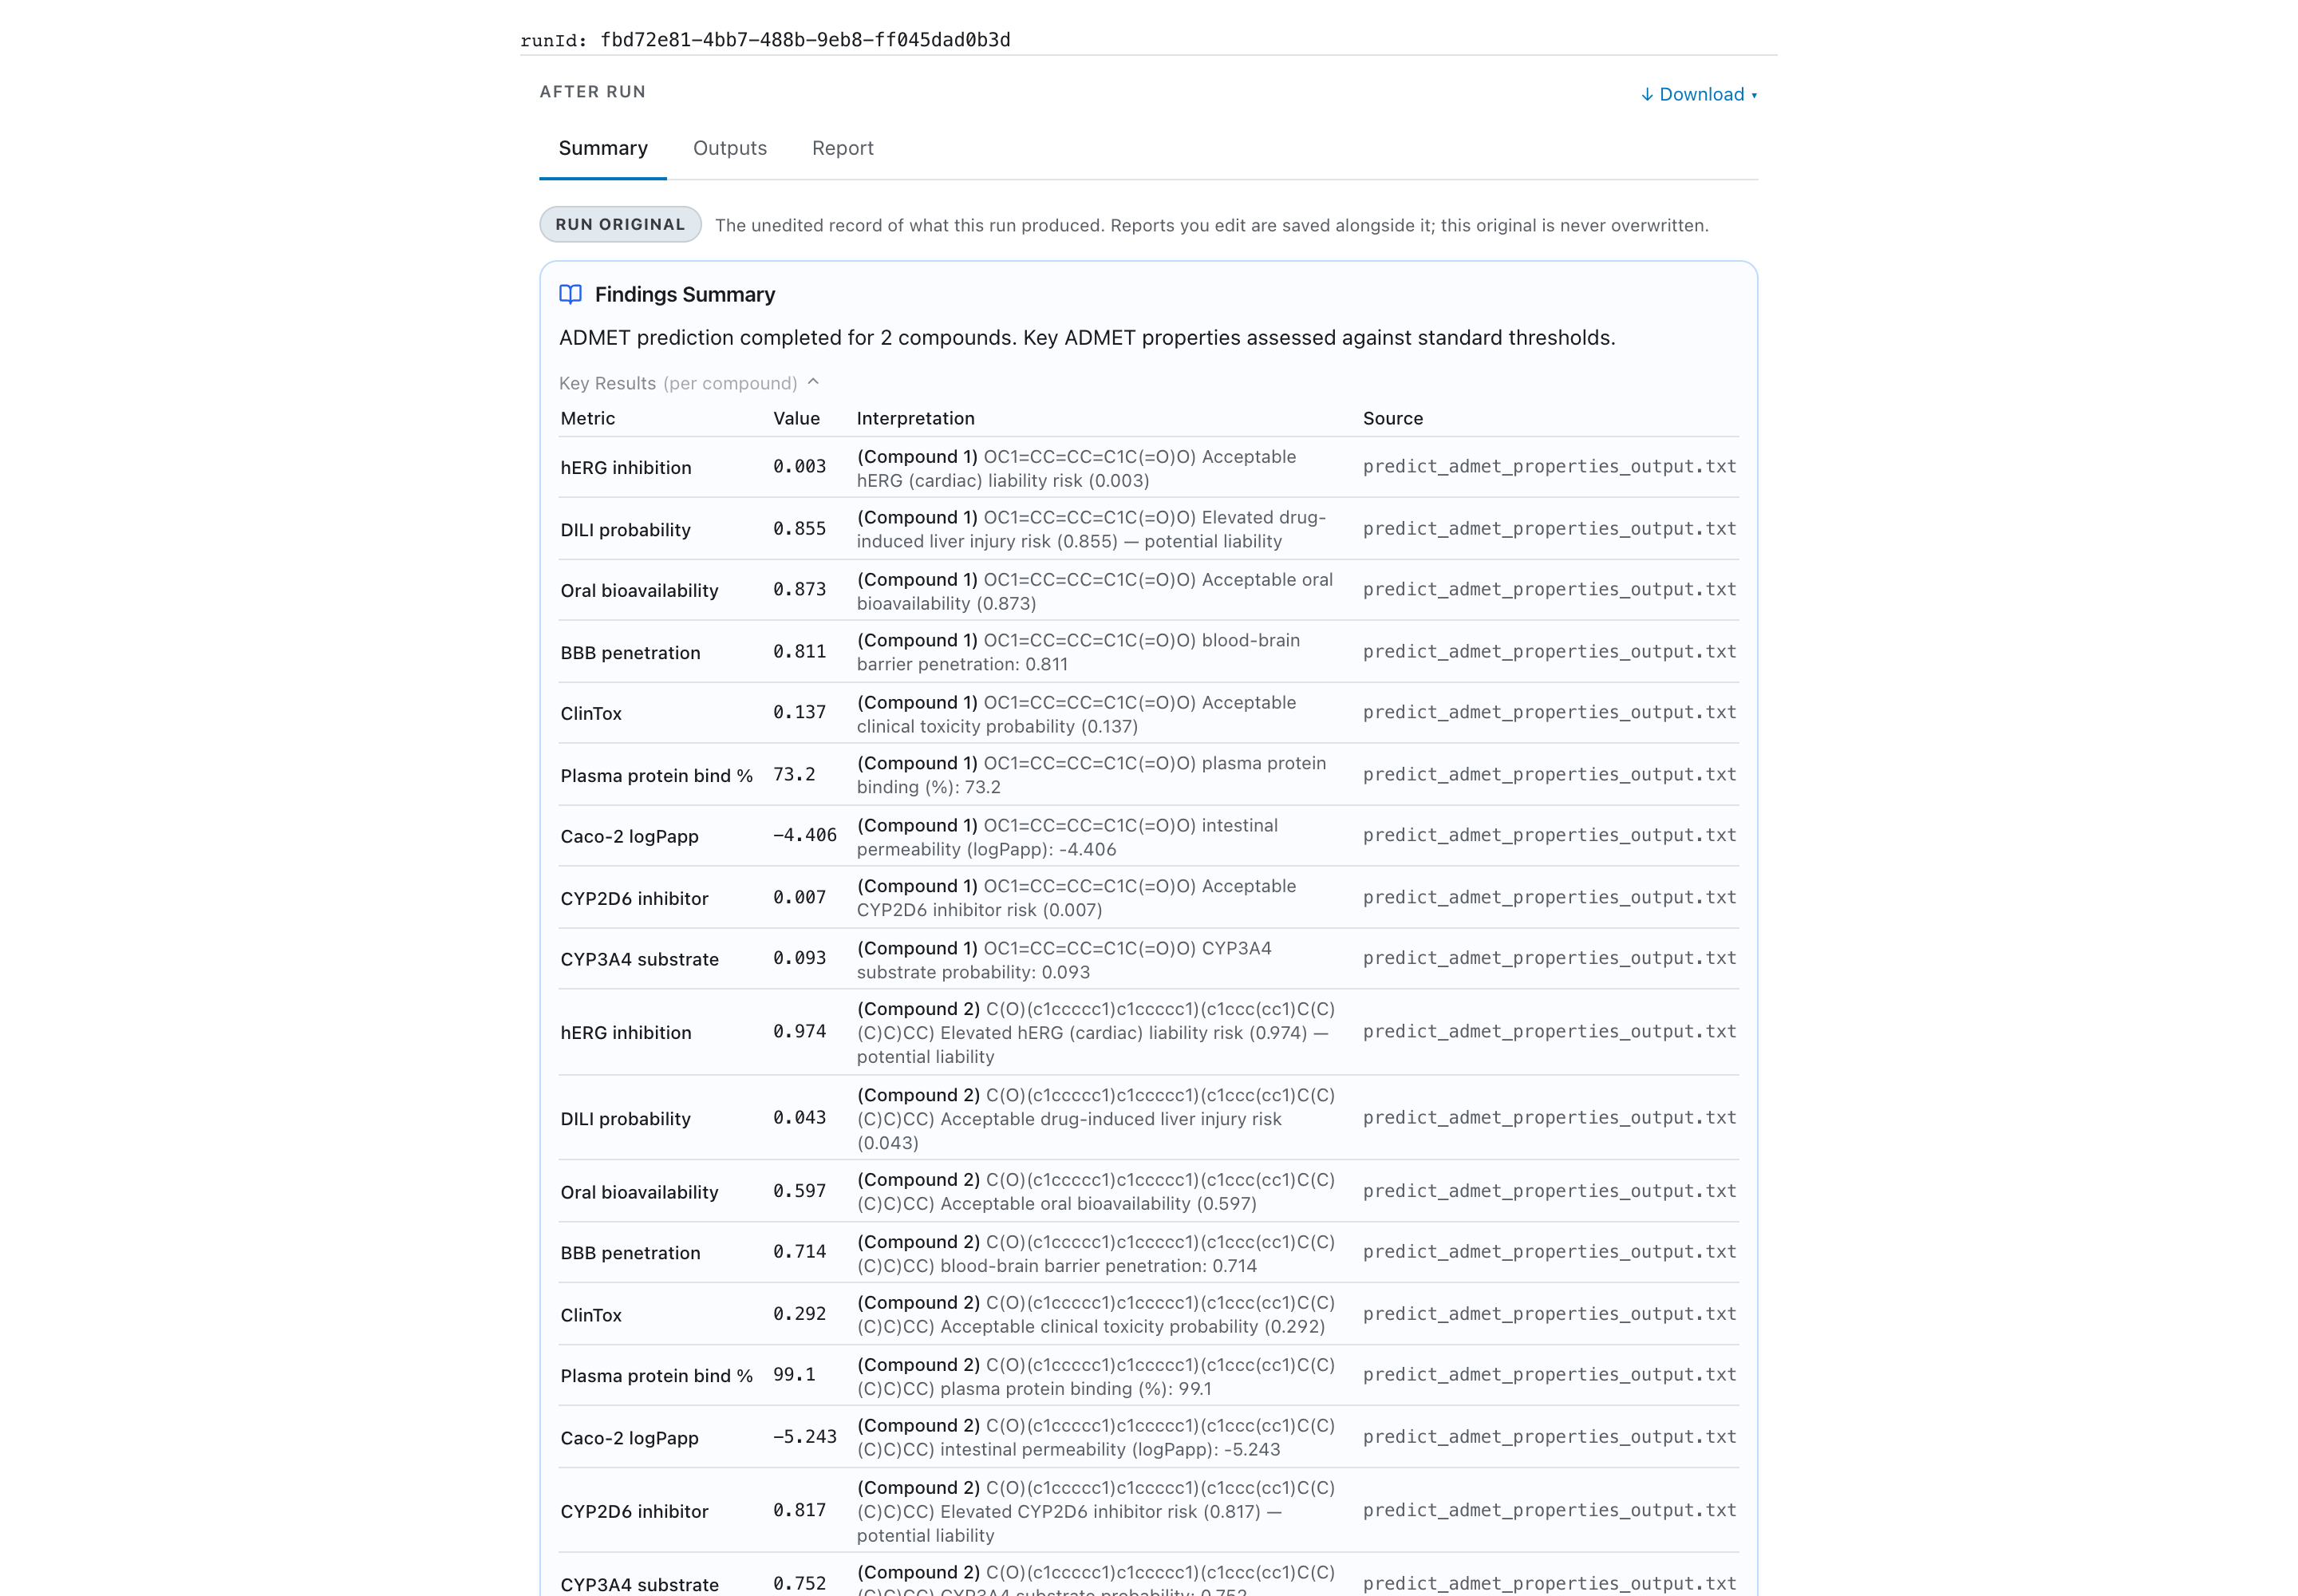 runId: fbd72e81-4bb7-488b-9eb8-ff045dad0b3d
AFTER RUN
↓ Download ▾
Summary Outputs Report
RUN ORIGINAL The unedited record of what this run produced. Reports you edit are saved alongside it; this original is never overwritten.
Findings Summary
ADMET prediction completed for 2 compounds. Key ADMET properties assessed against standard thresholds.
Key Results (per compound)
Metric Value Interpretation Source
hERG inhibition 0.003 (Compound 1) OC1=CC=CC=C1C(=O)O) Acceptable
hERG (cardiac) liability risk (0.003) predict_admet_properties_output.txt
DILI probability 0.855 (Compound 1) OC1=CC=CC=C1C(=O)O) Elevated drug-
induced liver injury risk (0.855) — potential liability predict_admet_properties_output.txt
Oral bioavailability 0.873 (Compound 1) OC1=CC=CC=C1C(=O)O) Acceptable oral
bioavailability (0.873) predict_admet_properties_output.txt
BBB penetration 0.811 (Compound 1) OC1=CC=CC=C1C(=O)O) blood-brain
barrier penetration: 0.811 predict_admet_properties_output.txt
ClinTox 0.137 (Compound 1) OC1=CC=CC=C1C(=O)O) Acceptable
clinical toxicity probability (0.137) predict_admet_properties_output.txt
Plasma protein bind % 73.2 (Compound 1) OC1=CC=CC=C1C(=O)O) plasma protein
binding (%): 73.2 predict_admet_properties_output.txt
Caco-2 logPapp −4.406 (Compound 1) OC1=CC=CC=C1C(=O)O) intestinal
permeability (logPapp): -4.406 predict_admet_properties_output.txt
CYP2D6 inhibitor 0.007 (Compound 1) OC1=CC=CC=C1C(=O)O) Acceptable
CYP2D6 inhibitor risk (0.007) predict_admet_properties_output.txt
CYP3A4 substrate 0.093 (Compound 1) OC1=CC=CC=C1C(=O)O) CYP3A4
substrate probability: 0.093 predict_admet_properties_output.txt
hERG inhibition 0.974 (Compound 2) C(O)(c1ccccc1)c1ccccc1)(c1ccc(cc1)C(C)
(C)C)CC) Elevated hERG (cardiac) liability risk (0.974) — predict_admet_properties_output.txt
potential liability
DILI probability 0.043 (Compound 2) C(O)(c1ccccc1)c1ccccc1)(c1ccc(cc1)C(C)
(C)C)CC) Acceptable drug-induced liver injury risk predict_admet_properties_output.txt
(0.043)
Oral bioavailability 0.597 (Compound 2) C(O)(c1ccccc1)c1ccccc1)(c1ccc(cc1)C(C)
(C)C)CC) Acceptable oral bioavailability (0.597) predict_admet_properties_output.txt
BBB penetration 0.714 (Compound 2) C(O)(c1ccccc1)c1ccccc1)(c1ccc(cc1)C(C)
(C)C)CC) blood-brain barrier penetration: 0.714 predict_admet_properties_output.txt
ClinTox 0.292 (Compound 2) C(O)(c1ccccc1)c1ccccc1)(c1ccc(cc1)C(C)
(C)C)CC) Acceptable clinical toxicity probability (0.292) predict_admet_properties_output.txt
Plasma protein bind % 99.1 (Compound 2) C(O)(c1ccccc1)c1ccccc1)(c1ccc(cc1)C(C)
(C)C)CC) plasma protein binding (%): 99.1 predict_admet_properties_output.txt
Caco-2 logPapp −5.243 (Compound 2) C(O)(c1ccccc1)c1ccccc1)(c1ccc(cc1)C(C)
(C)C)CC) intestinal permeability (logPapp): -5.243 predict_admet_properties_output.txt
CYP2D6 inhibitor 0.817 (Compound 2) C(O)(c1ccccc1)c1ccccc1)(c1ccc(cc1)C(C)
(C)C)CC) Elevated CYP2D6 inhibitor risk (0.817) — predict_admet_properties_output.txt
potential liability
CYP3A4 substrate 0.752 (Compound 2) C(O)(c1ccccc1)c1ccccc1)(c1ccc(cc1)C(C)
(C)C)CC) CYP3A4 substrate probability: 0.752 predict_admet_properties_output.txt